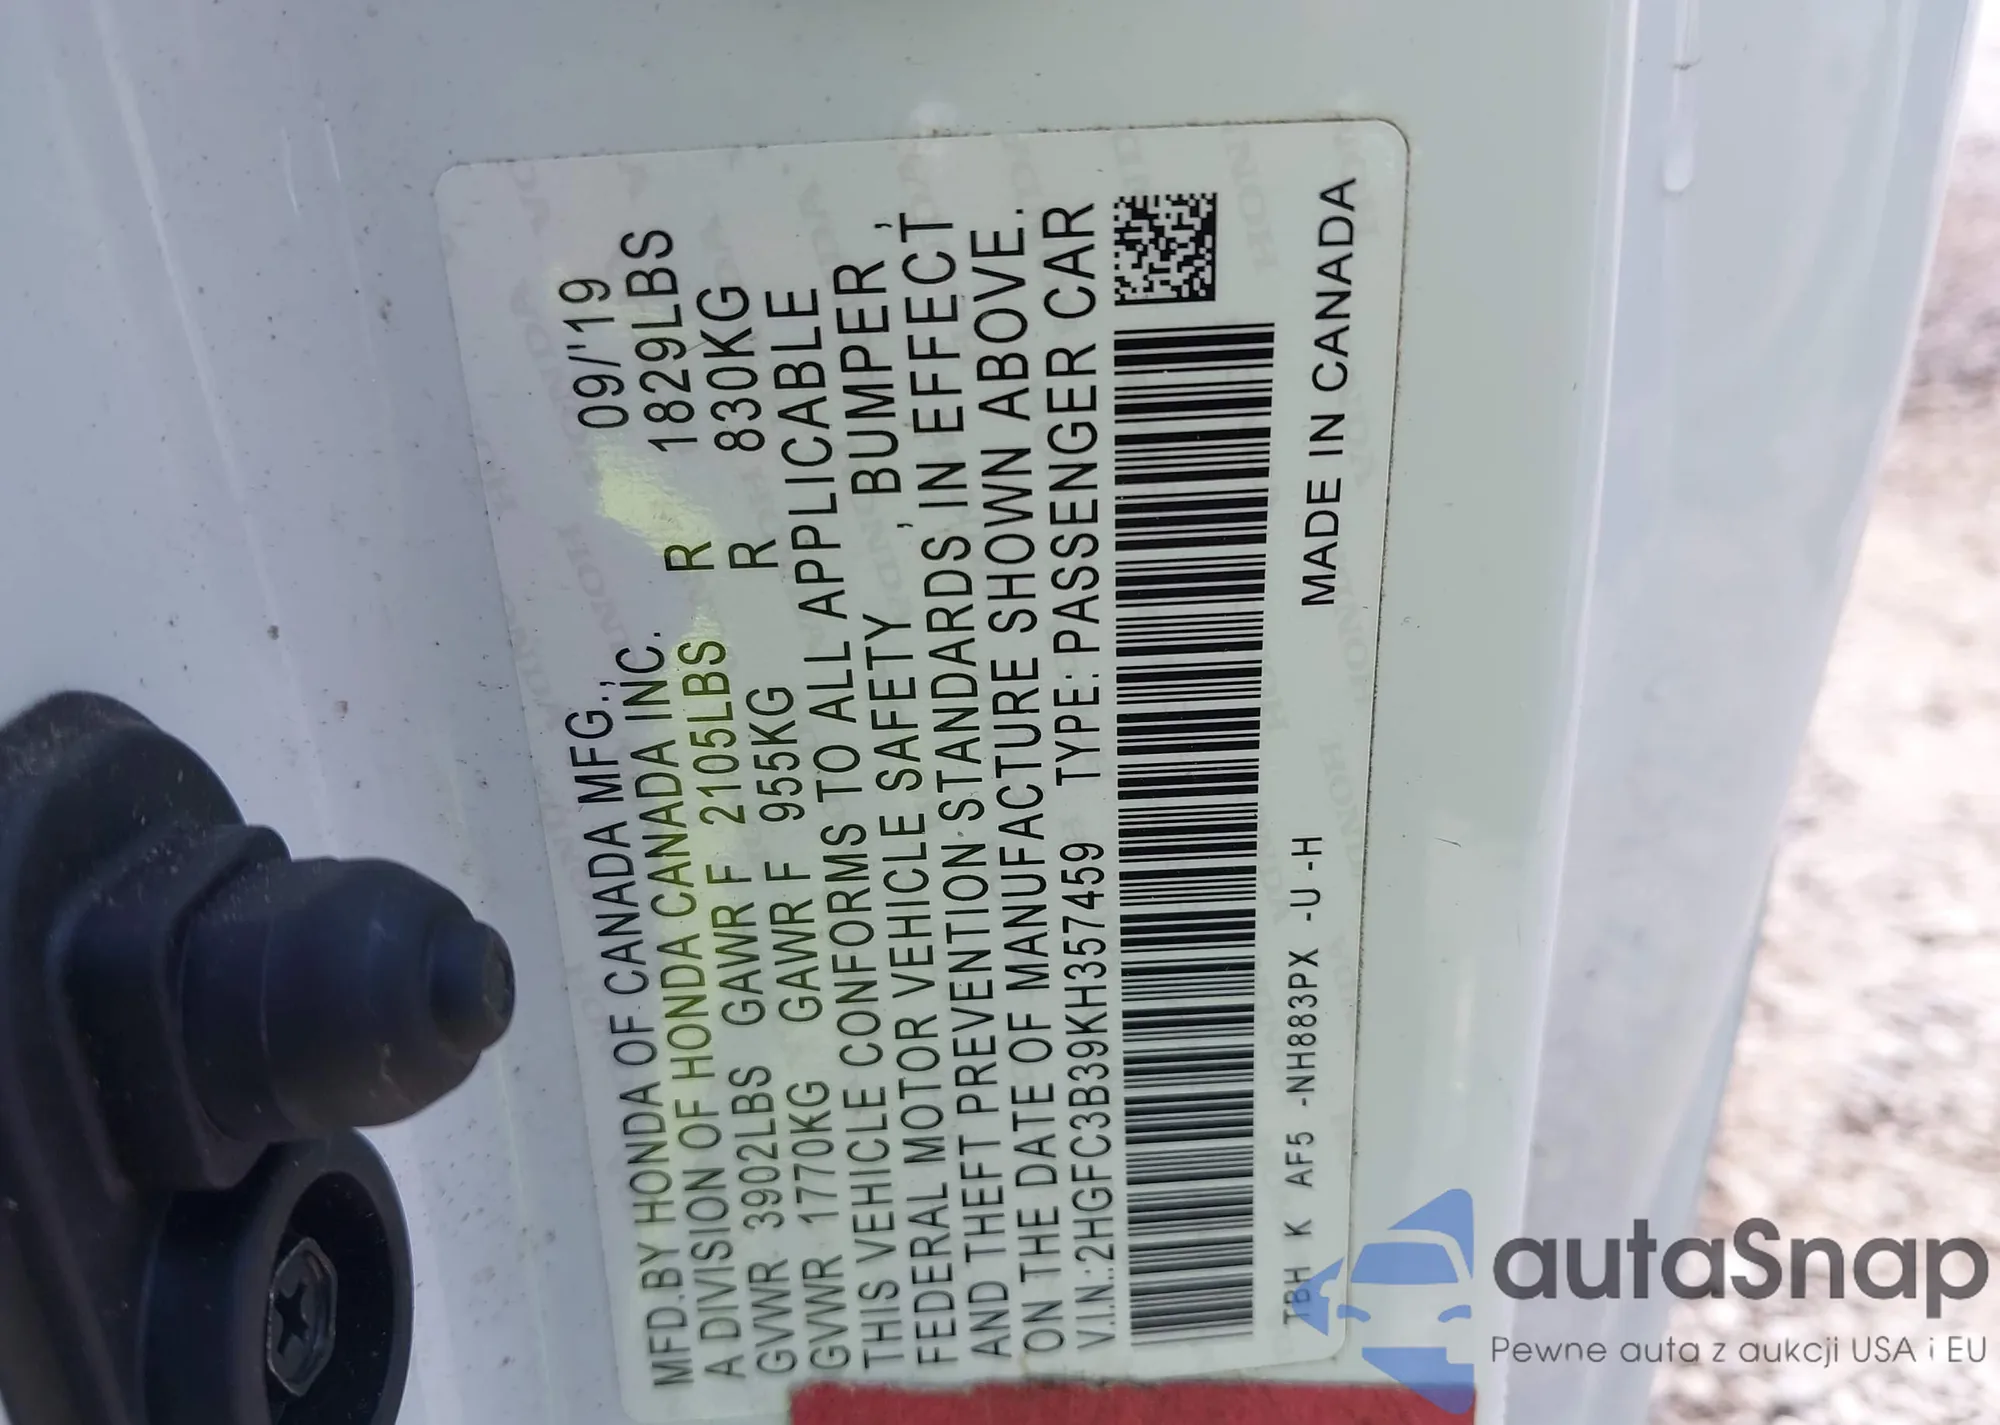 MFD.BY HONDA OF CANADA MFG., 09/'19
A DIVISION OF HONDA CANADA INC.
GVWR 3902LBS GAWR F 2105LBS R 1829LBS
GVWR 1770KG GAWR F 955KG R 830KG
THIS VEHICLE CONFORMS TO ALL APPLICABLE
FEDERAL MOTOR VEHICLE SAFETY, BUMPER,
AND THEFT PREVENTION STANDARDS IN EFFECT
ON THE DATE OF MANUFACTURE SHOWN ABOVE.
V.I.N.:2HGFC3B39KH357459 TYPE:PASSENGER CAR
TBH K AF5 -NH883PX -U -H MADE IN CANADA
autaSnap
Pewne auta z aukcji USA i EU